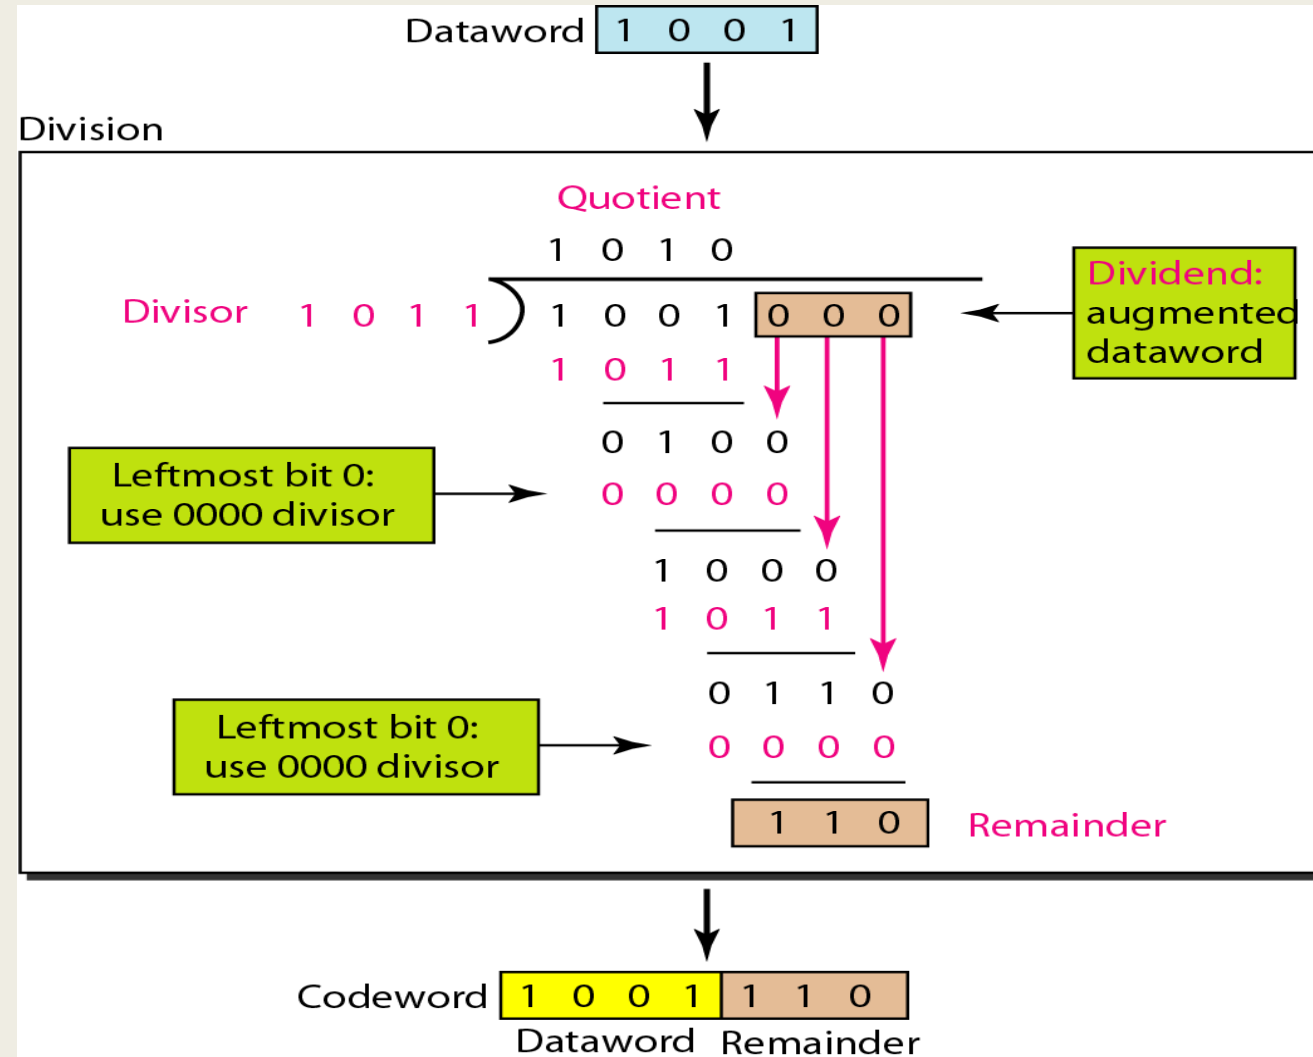 Dataword 1 0 0 1
Division
Quotient
1 0 1 0
Divisor 1 0 1 1 1 0 0 1 0 0 0
Dividend:
augmented
dataword
1 0 1 1
0 1 0 0
Leftmost bit 0:
use 0000 divisor
0 0 0 0
1 0 0 0
1 0 1 1
0 1 1 0
Leftmost bit 0:
use 0000 divisor
0 0 0 0
1 1 0 Remainder
Codeword 1 0 0 1 1 1 0
Dataword Remainder